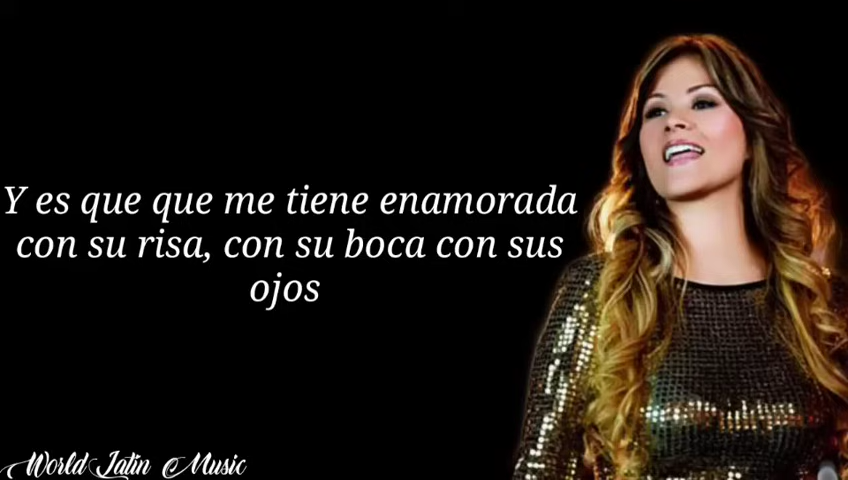 Y es que que me tiene enamorada
con su risa, con su boca con sus
ojos
World Latin Music